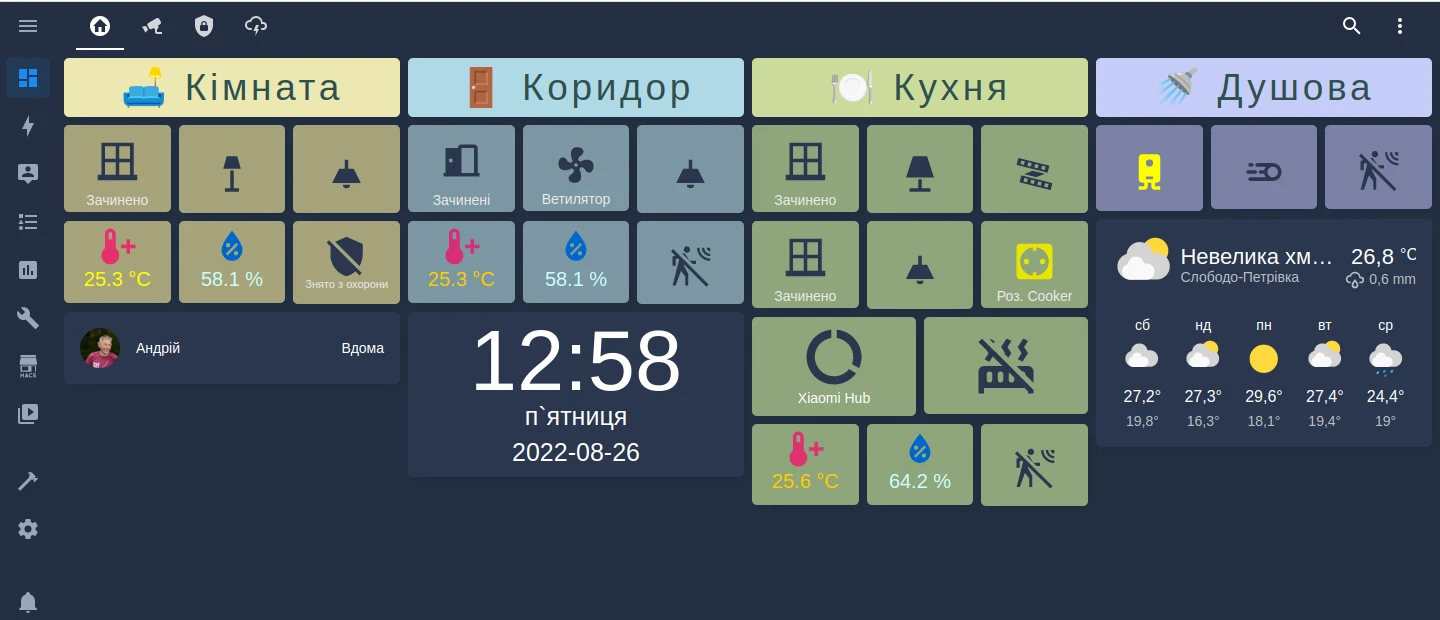 Кімната
Зачинено
25.3 °C
58.1 %
Знято з охорони
Андрій
Вдома
Коридор
Зачинені
Ветилятор
25.3 °C
58.1 %
12:58
п`ятниця
2022-08-26
Кухня
Зачинено
Зачинено
Роз. Cooker
Xiaomi Hub
25.6 °C
64.2 %
Душова
Невелика хм… 26,8 °C
Слободо-Петрівка 0,6 mm
сб нд пн вт ср
27,2° 27,3° 29,6° 27,4° 24,4°
19,8° 16,3° 18,1° 19,4° 19°
HACS